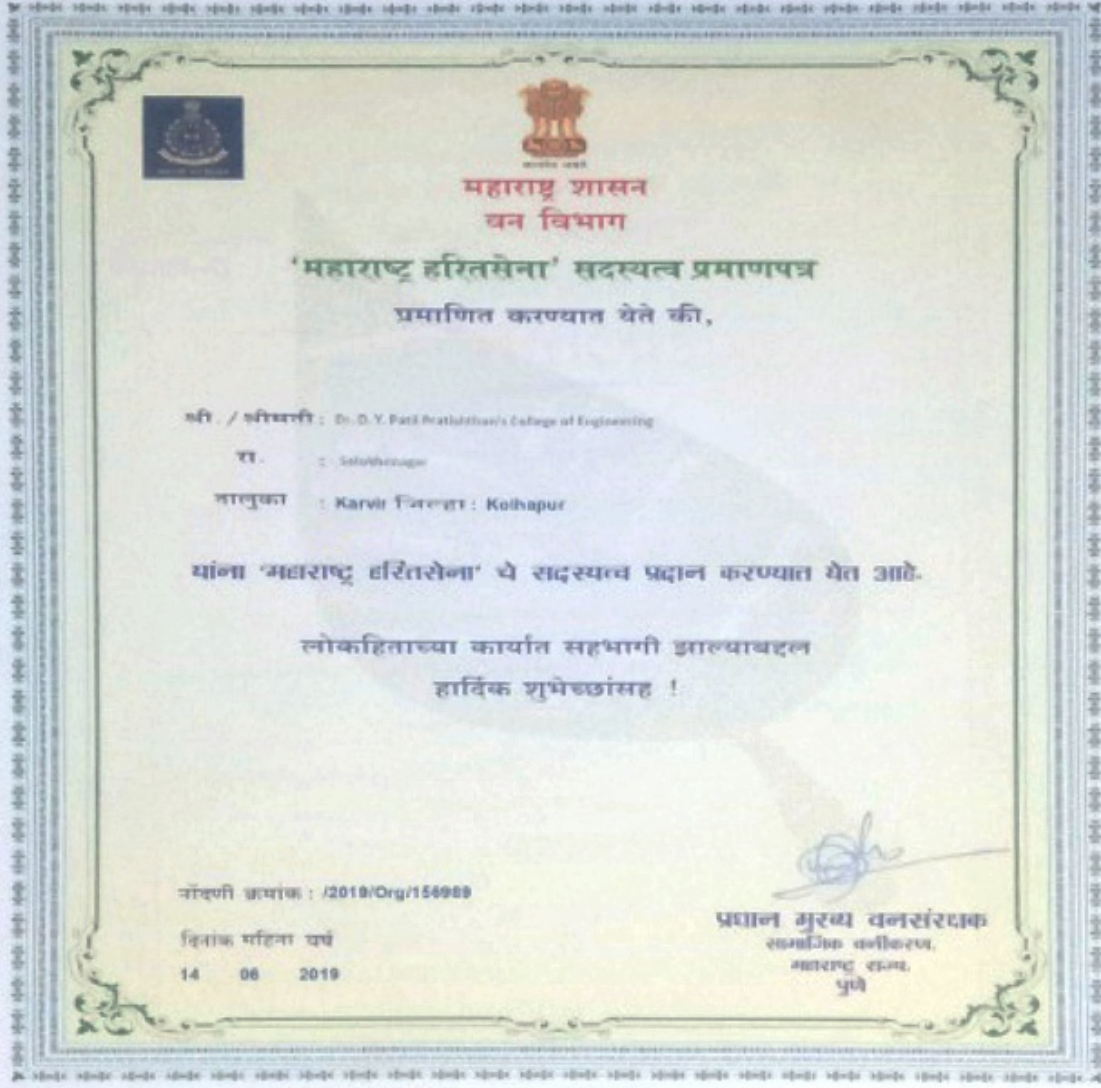 महाराष्ट्र शासन
वन विभाग
'महाराष्ट्र हरितसेना' सदस्यत्व प्रमाणपत्र
प्रमाणित करण्यात येते की,
श्री. / श्रीमती : Dr. D. Y. Patil Pratishthan's College of Engineering
रा. :
तालुका : Karvir जिल्हा : Kolhapur
यांना 'महाराष्ट्र हरितसेना' चे सदस्यत्व प्रदान करण्यात येत आहे.
लोकहिताच्या कार्यात सहभागी झाल्याबद्दल
हार्दिक शुभेच्छांसह !
नोंदणी क्रमांक : /2019/Org/156989
दिनांक महिना वर्ष
14 06 2019
प्रधान मुख्य वनसंरक्षक
सामाजिक वनीकरण,
महाराष्ट्र राज्य,
पुणे